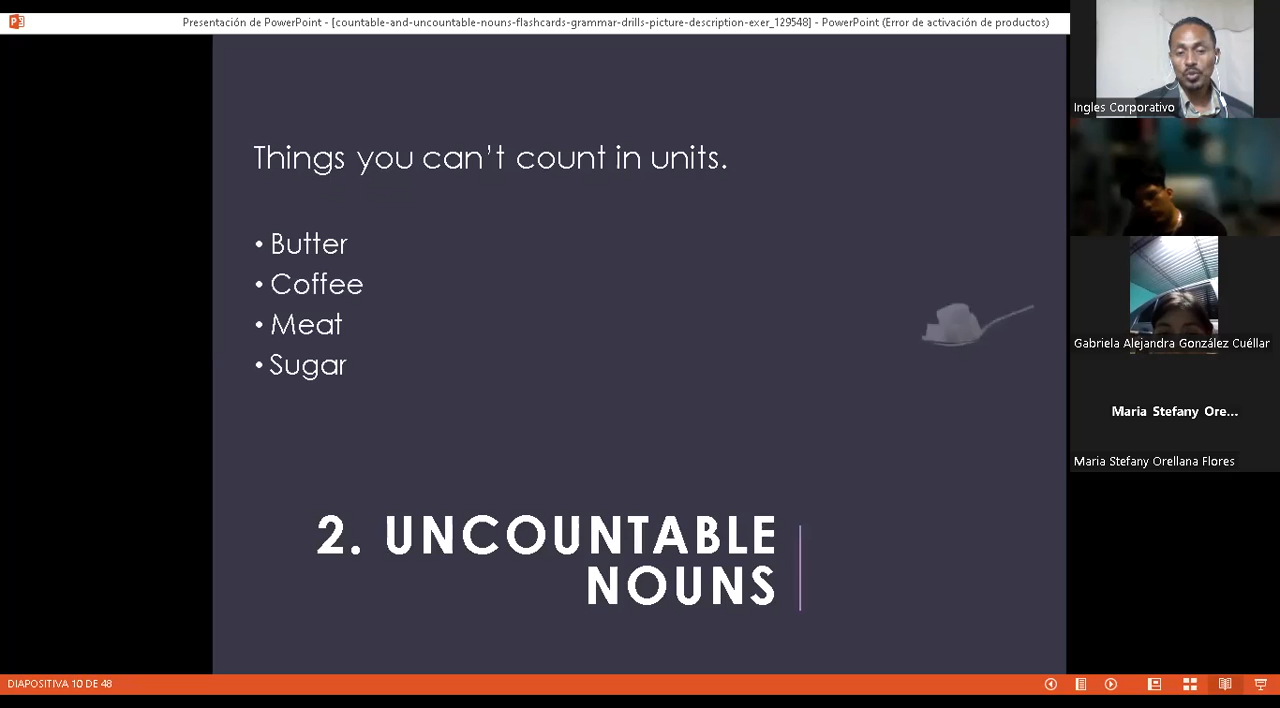 Presentación de PowerPoint - [countable-and-uncountable-nouns-flashcards-grammar-drills-picture-description-exer_129548] - PowerPoint (Error de activación de productos)
Ingles Corporativo
Things you can’t count in units.
• Butter
• Coffee
• Meat
• Sugar
Gabriela Alejandra González Cuéllar
Maria Stefany Ore...
Maria Stefany Orellana Flores
2. UNCOUNTABLE
NOUNS
DIAPOSITIVA 10 DE 48